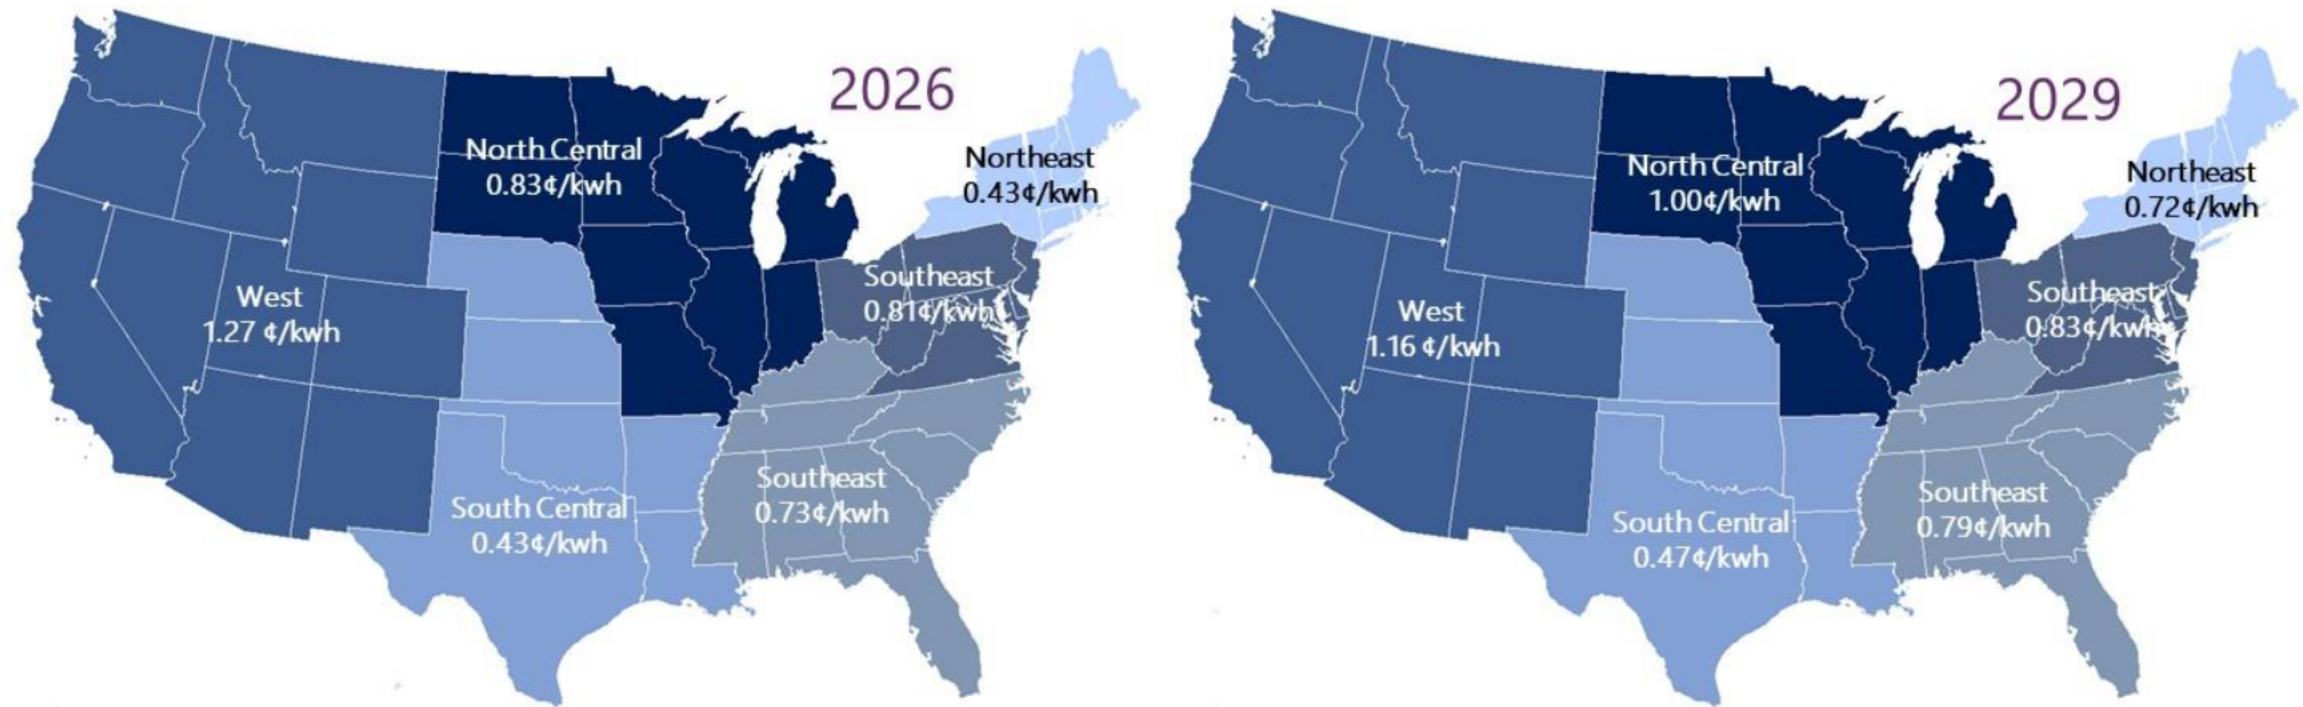 2026
North Central
0.83¢/kwh
Northeast
0.43¢/kwh
Southeast
0.81¢/kwh
West
1.27 ¢/kwh
Southeast
0.73¢/kwh
South Central
0.43¢/kwh
2029
North Central
1.00¢/kwh
Northeast
0.72¢/kwh
Southeast
0.83¢/kwh
West
1.16 ¢/kwh
Southeast
0.79¢/kwh
South Central
0.47¢/kwh